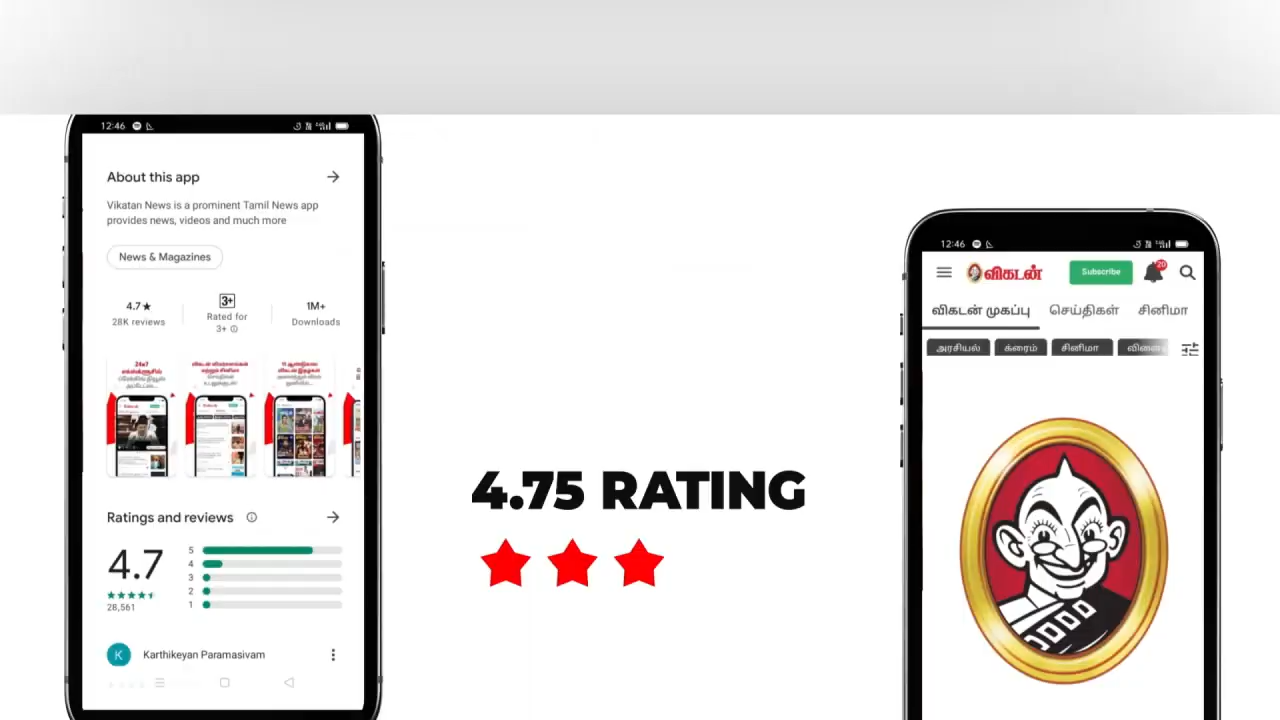 12:46
About this app
Vikatan News is a prominent Tamil News app
provides news, videos and much more
News & Magazines
4.7★
28K reviews
3+
Rated for
3+
1M+
Downloads
24x7
Ratings and reviews
4.7
5
4
3
2
1
28,561
K
Karthikeyan Paramasivam
4.75 RATING
12:46
விகடன்
Subscribe
20
விகடன் முகப்பு
செய்திகள்
சினிமா
அரசியல்
க்ரைம்
சினிமா